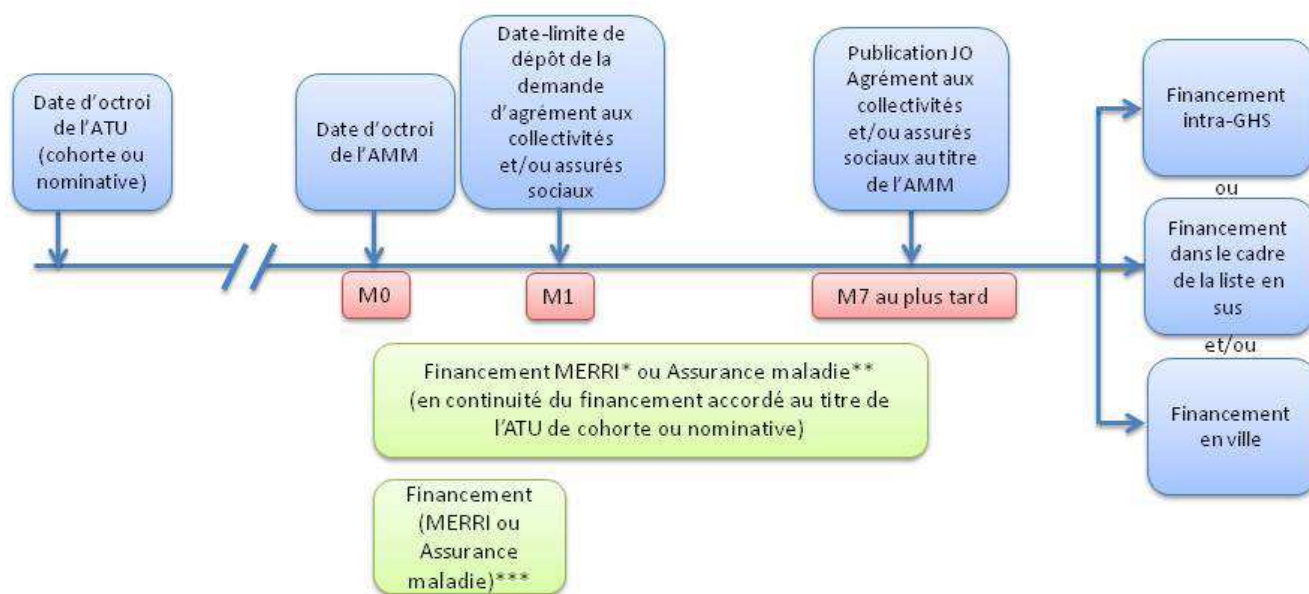 Date d'octroi
de l'ATU
(cohorte ou
nominative)
Date d'octroi
de l'AMM
Date-limite de
dépôt de la
demande
d'agrément aux
collectivités
et/ou assurés
sociaux
Publication JO
Agrément aux
collectivités
et/ou assurés
sociaux au titre
de l'AMM
Financement
intra-GHS
ou
Financement
dans le cadre
de la liste en
sus
et/ou
Financement
en ville
M0
M1
M7 au plus tard
Financement MERRI* ou Assurance maladie**
(en continuité du financement accordé au titre de
l'ATU de cohorte ou nominative)
Financement
(MERRI ou
Assurance
maladie)***